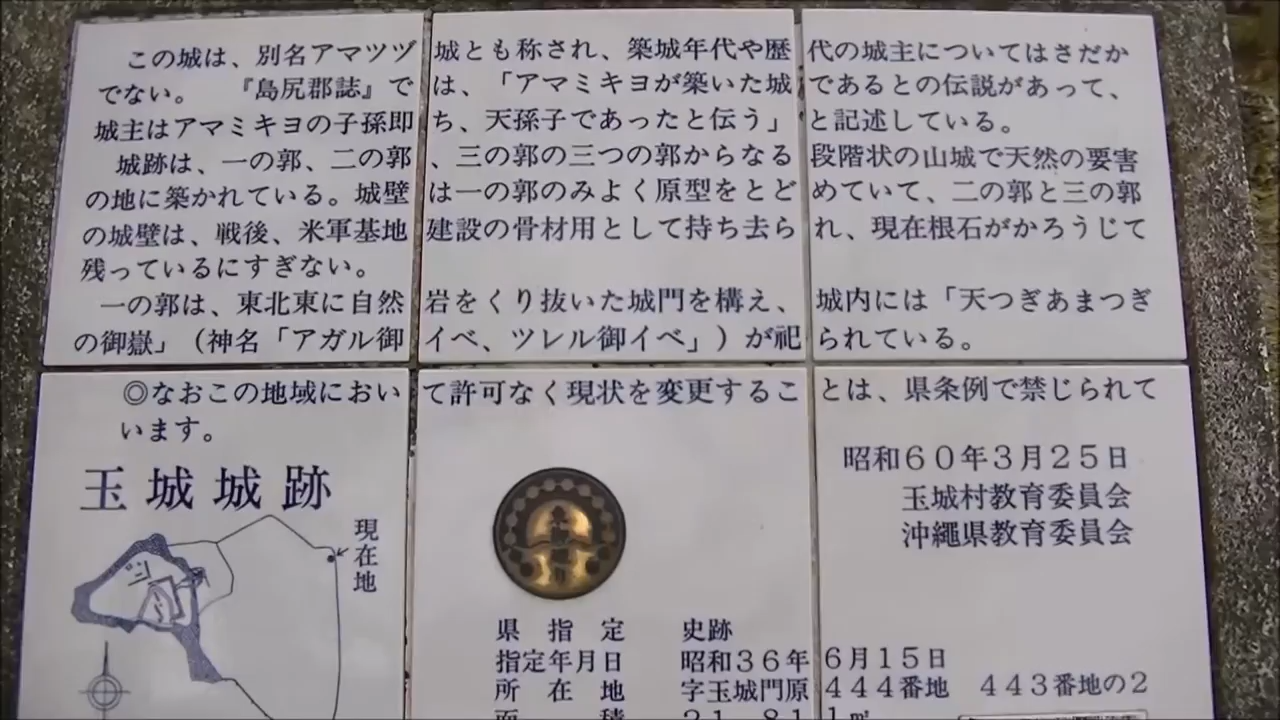 この城は、別名アマツヅ城とも称され、築城年代や歴代の城主についてはさだか
でない。『島尻郡誌』では、「アマミキヨが築いた城であるとの伝説があって、
城主はアマミキヨの子孫即ち、天孫子であったと伝う」と記述している。
城跡は、一の郭、二の郭、三の郭の三つの郭からなる段階状の山城で天然の要害
の地に築かれている。城壁は一の郭のみよく原型をとどめていて、二の郭と三の郭
の城壁は、戦後、米軍基地建設の骨材用として持ち去られ、現在根石がかろうじて
残っているにすぎない。
一の郭は、東北東に自然岩をくり抜いた城門を構え、城内には「天つぎあまつぎ
の御嶽」（神名「アガル御イベ、ツレル御イベ」）が祀られている。
◎なおこの地域において許可なく現状を変更することは、県条例で禁じられて
います。
昭和６０年３月２５日
玉城村教育委員会
沖縄県教育委員会
玉城城跡
現在地
県指定 史跡
指定年月日 昭和３６年６月１５日
所在地 字玉城門原４４４番地 ４４３番地の２
面積